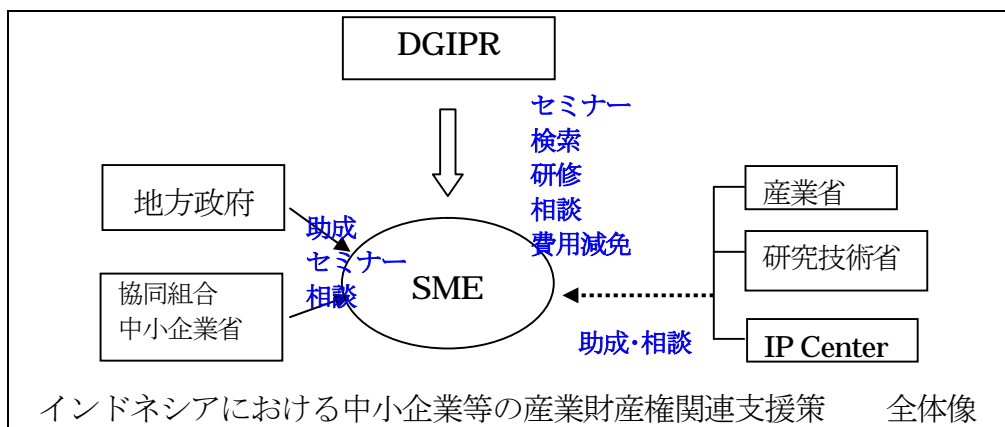 DGIPR
セミナー
検索
研修
相談
費用減免
地方政府
助成
セミナー
相談
協同組合
中小企業省
SME
産業省
研究技術省
IP Center
助成・相談
インドネシアにおける中小企業等の産業財産権関連支援策　　全体像